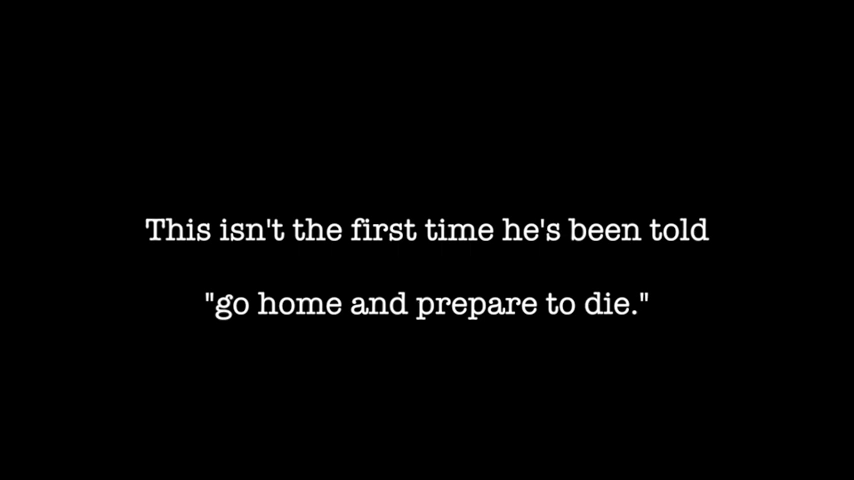 This isn't the first time he's been told
"go home and prepare to die."